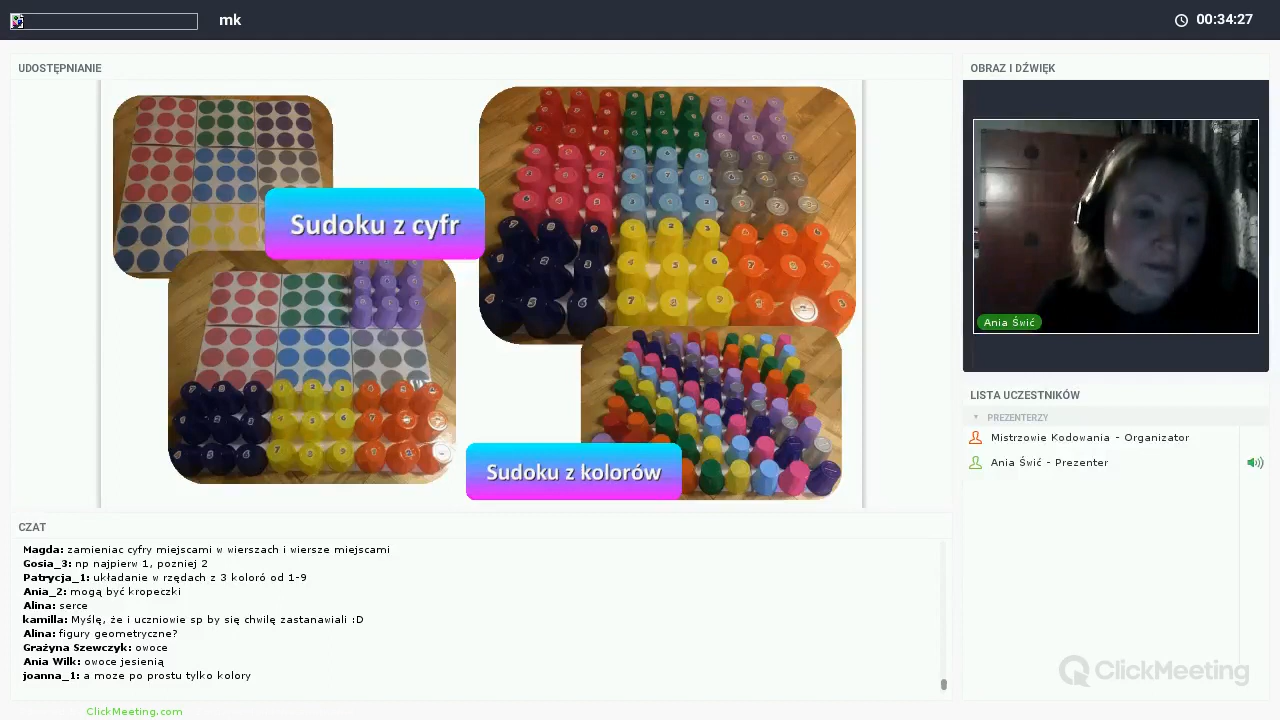 mk
00:34:27
UDOSTĘPNIANIE
OBRAZ I DŹWIĘK
Sudoku z cyfr
Sudoku z kolorów
Ania Świć
LISTA UCZESTNIKÓW
PREZENTERZY
Mistrzowie Kodowania - Organizator
Ania Świć - Prezenter
CZAT
Magda: zamieniac cyfry miejscami w wierszach i wiersze miejscami
Gosia_3: np najpierw 1, pozniej 2
Patrycja_1: układanie w rzędach z 3 koloró od 1-9
Ania_2: mogą być kropeczki
Alina: serce
kamilla: Myślę, że i uczniowie sp by się chwilę zastanawiali :D
Alina: figury geometryczne?
Grażyna Szewczyk: owoce
Ania Wilk: owoce jesienią
joanna_1: a moze po prostu tylko kolory
ClickMeeting
ClickMeeting.com